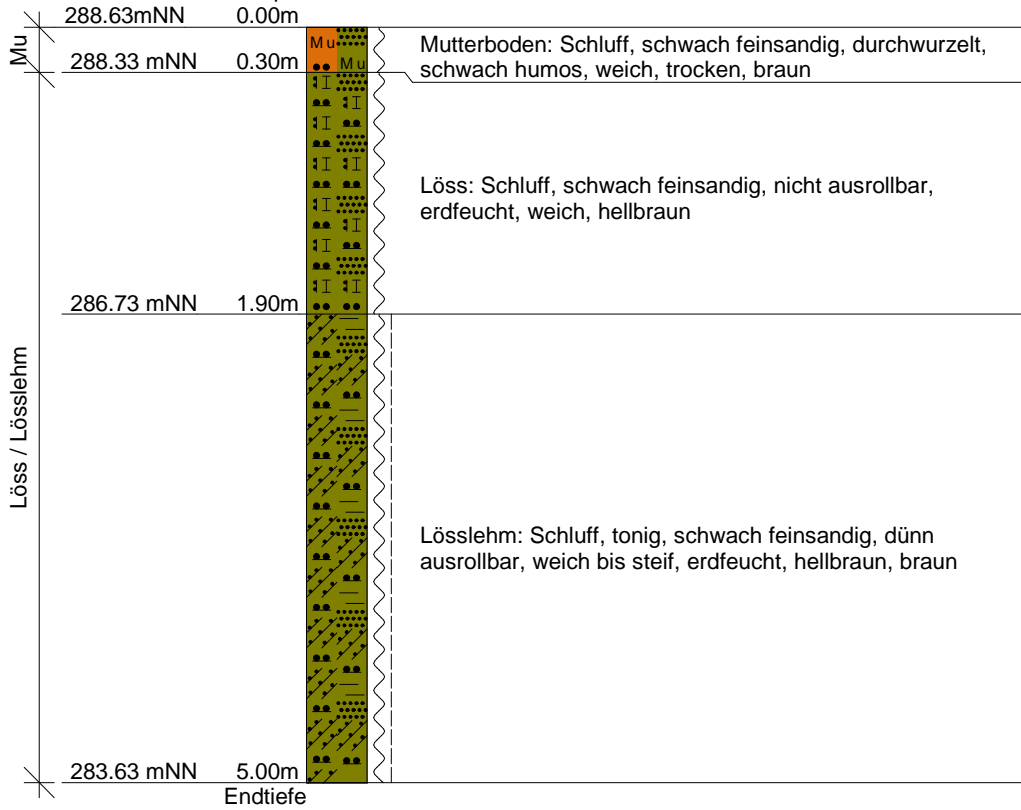 288.63mNN 0.00m
Mu
Mu
Mu
Mutterboden: Schluff, schwach feinsandig, durchwurzelt,
schwach humos, weich, trocken, braun
288.33 mNN 0.30m
Löss: Schluff, schwach feinsandig, nicht ausrollbar,
erdfeucht, weich, hellbraun
286.73 mNN 1.90m
Löss / Lösslehm
Lösslehm: Schluff, tonig, schwach feinsandig, dünn
ausrollbar, weich bis steif, erdfeucht, hellbraun, braun
283.63 mNN 5.00m
Endtiefe